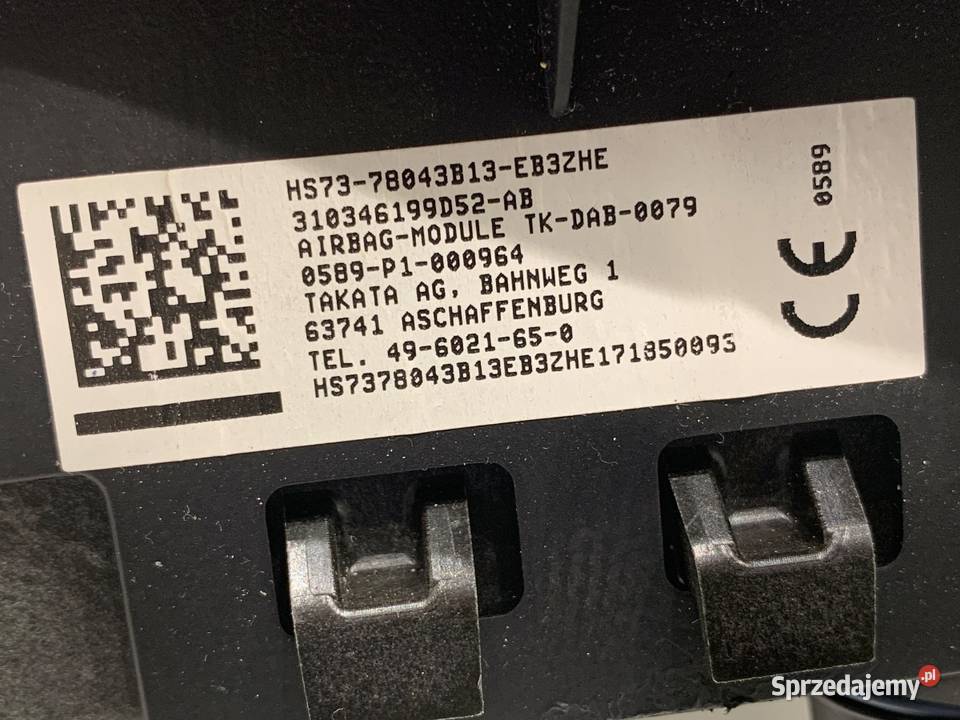 HS73-78043B13-EB3ZHE
310346199D52-AB
AIRBAG-MODULE TK-DAB-0079
0589-P1-000964
TAKATA AG, BAHNWEG 1
63741 ASCHAFFENBURG
TEL. 49-6021-65-0
HS7378043B13EB3ZHE171850093
0589
CE
Sprzedajemy.pl